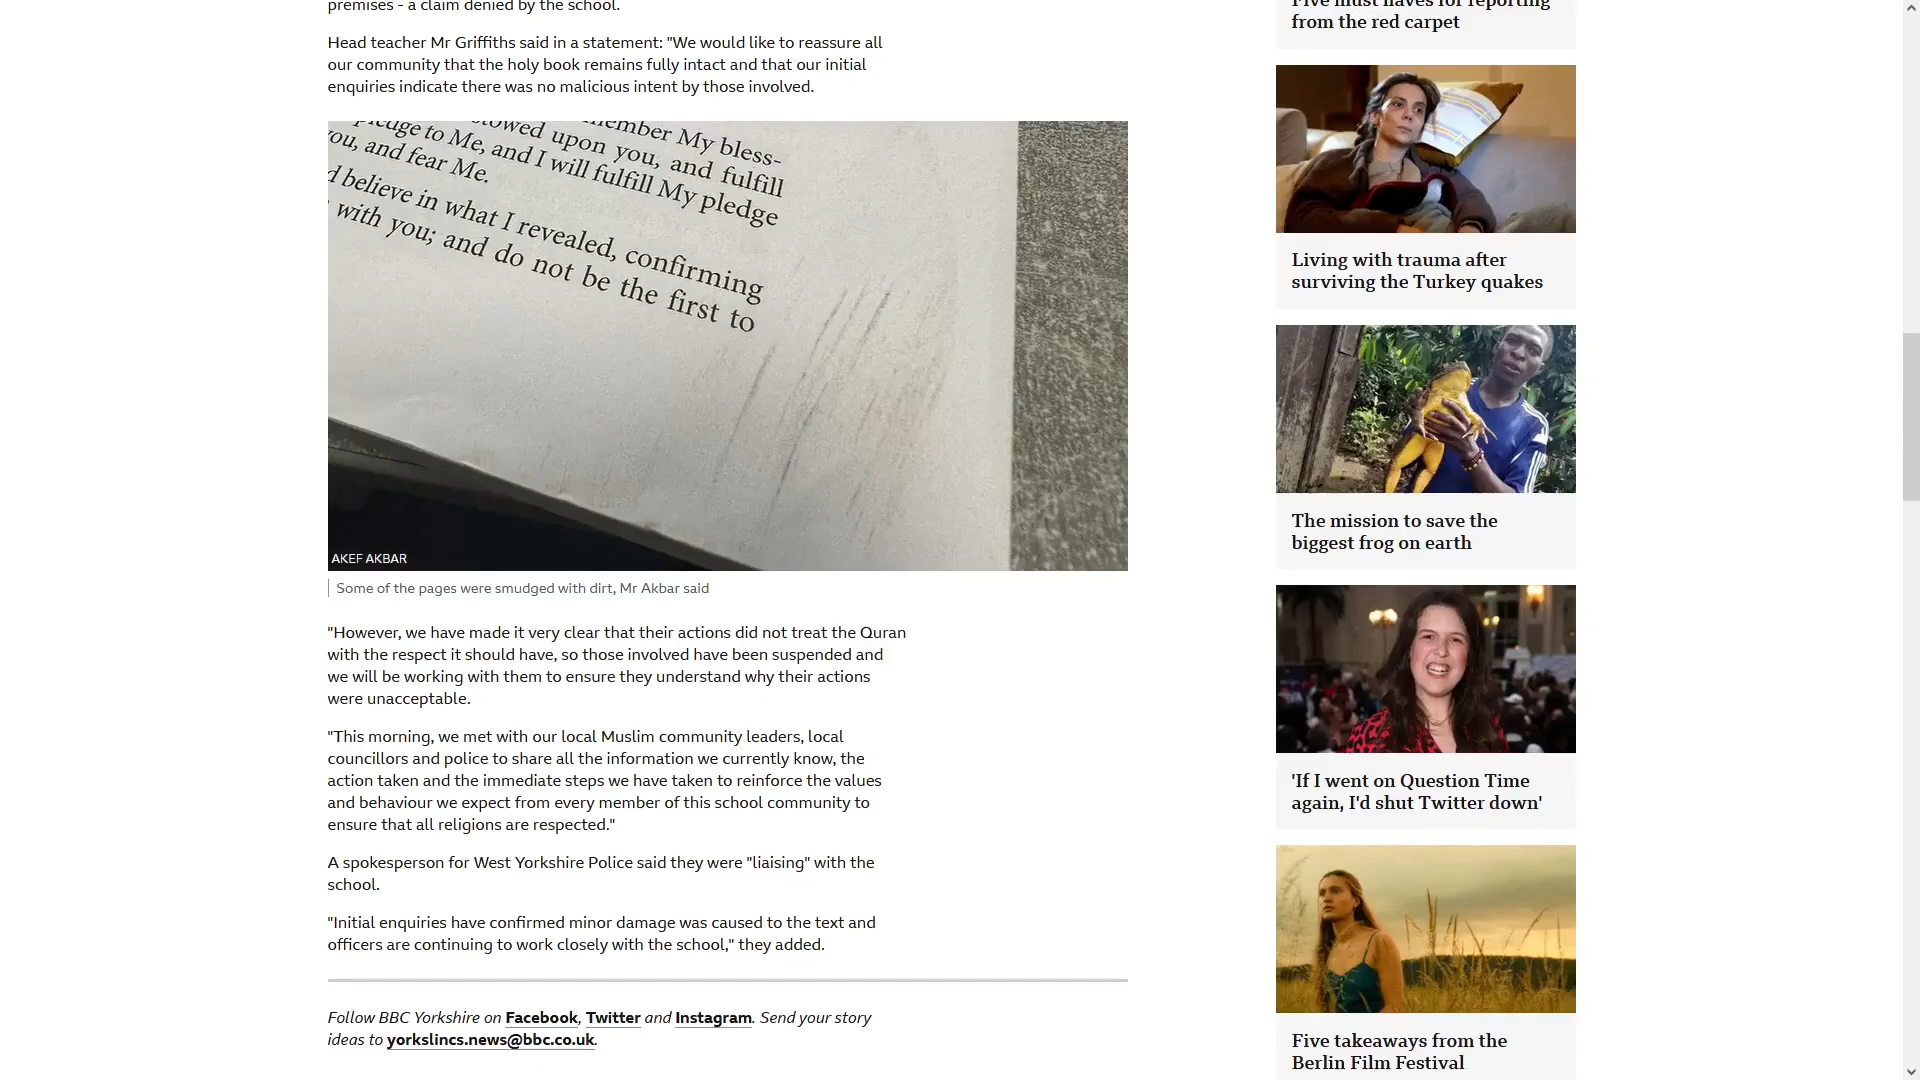 premises - a claim denied by the school.
Head teacher Mr Griffiths said in a statement: "We would like to reassure all
our community that the holy book remains fully intact and that our initial
enquiries indicate there was no malicious intent by those involved.
member My bless-
stowed upon you, and fulfill
pledge to Me, and I will fulfill My pledge
you, and fear Me.
d believe in what I revealed, confirming
with you; and do not be the first to
AKEF AKBAR
Some of the pages were smudged with dirt, Mr Akbar said
"However, we have made it very clear that their actions did not treat the Quran
with the respect it should have, so those involved have been suspended and
we will be working with them to ensure they understand why their actions
were unacceptable.
"This morning, we met with our local Muslim community leaders, local
councillors and police to share all the information we currently know, the
action taken and the immediate steps we have taken to reinforce the values
and behaviour we expect from every member of this school community to
ensure that all religions are respected."
A spokesperson for West Yorkshire Police said they were "liaising" with the
school.
"Initial enquiries have confirmed minor damage was caused to the text and
officers are continuing to work closely with the school," they added.
Follow BBC Yorkshire on Facebook, Twitter and Instagram. Send your story
ideas to yorkslincs.news@bbc.co.uk.
Five must haves for reporting
from the red carpet
Living with trauma after
surviving the Turkey quakes
The mission to save the
biggest frog on earth
'If I went on Question Time
again, I'd shut Twitter down'
Five takeaways from the
Berlin Film Festival